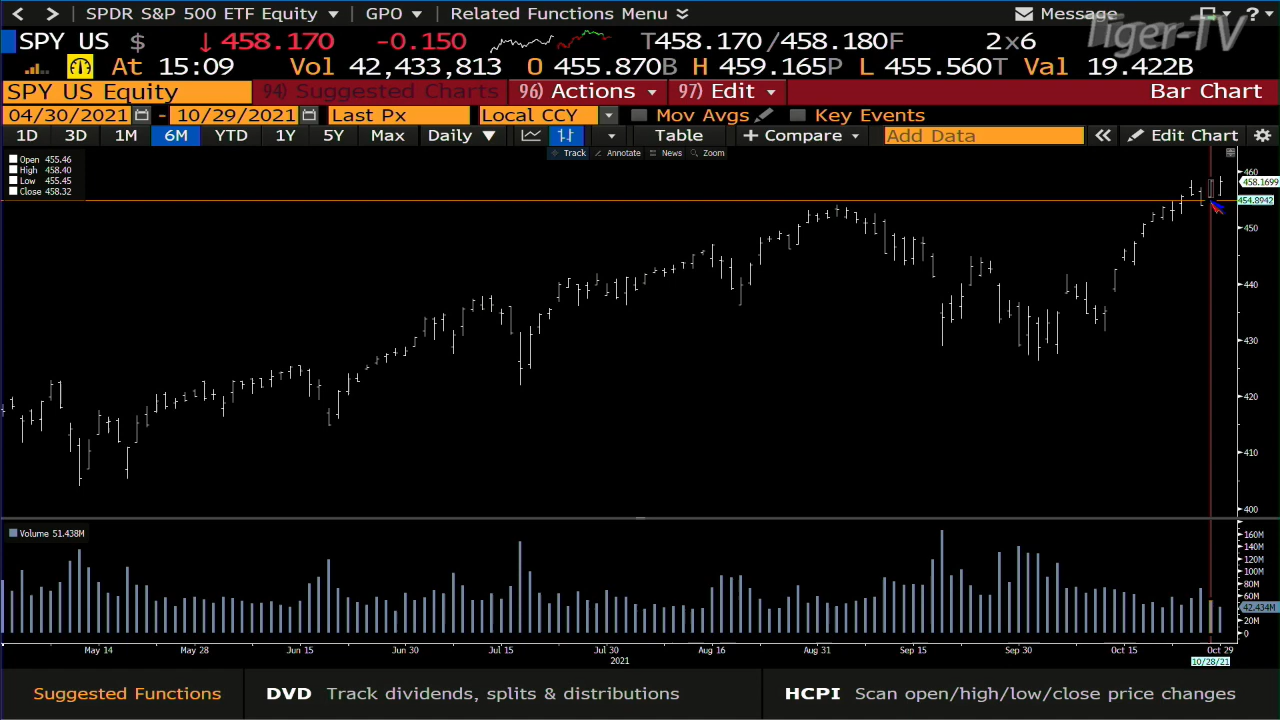 SPDR S&P 500 ETF Equity GPO Related Functions Menu Message ?
Tiger-TV
SPY US $ ↓ 458.170 -0.150 T458.170/458.180F 2x6
At 15:09 Vol 42,433,813 O 455.870B H 459.165P L 455.560T Val 19.422B
SPY US Equity 94) Suggested Charts 96) Actions 97) Edit Bar Chart
04/30/2021 - 10/29/2021 Last Px Local CCY Mov Avgs Key Events
1D 3D 1M 6M YTD 1Y 5Y Max Daily ▼ Table + Compare Add Data « Edit Chart
Track Annotate News Zoom
Open 455.46
High 458.40
Low 455.45
Close 458.32
460
458.1699
454.8942
450
440
430
420
410
400
Volume 51.438M
160M
140M
120M
100M
80M
60M
42.434M
20M
0
May 14 May 28 Jun 15 Jun 30 Jul 15 Jul 30 Aug 16 Aug 31 Sep 15 Sep 30 Oct 15 Oct 29
2021 10/28/21
Suggested Functions DVD Track dividends, splits & distributions HCPI Scan open/high/low/close price changes